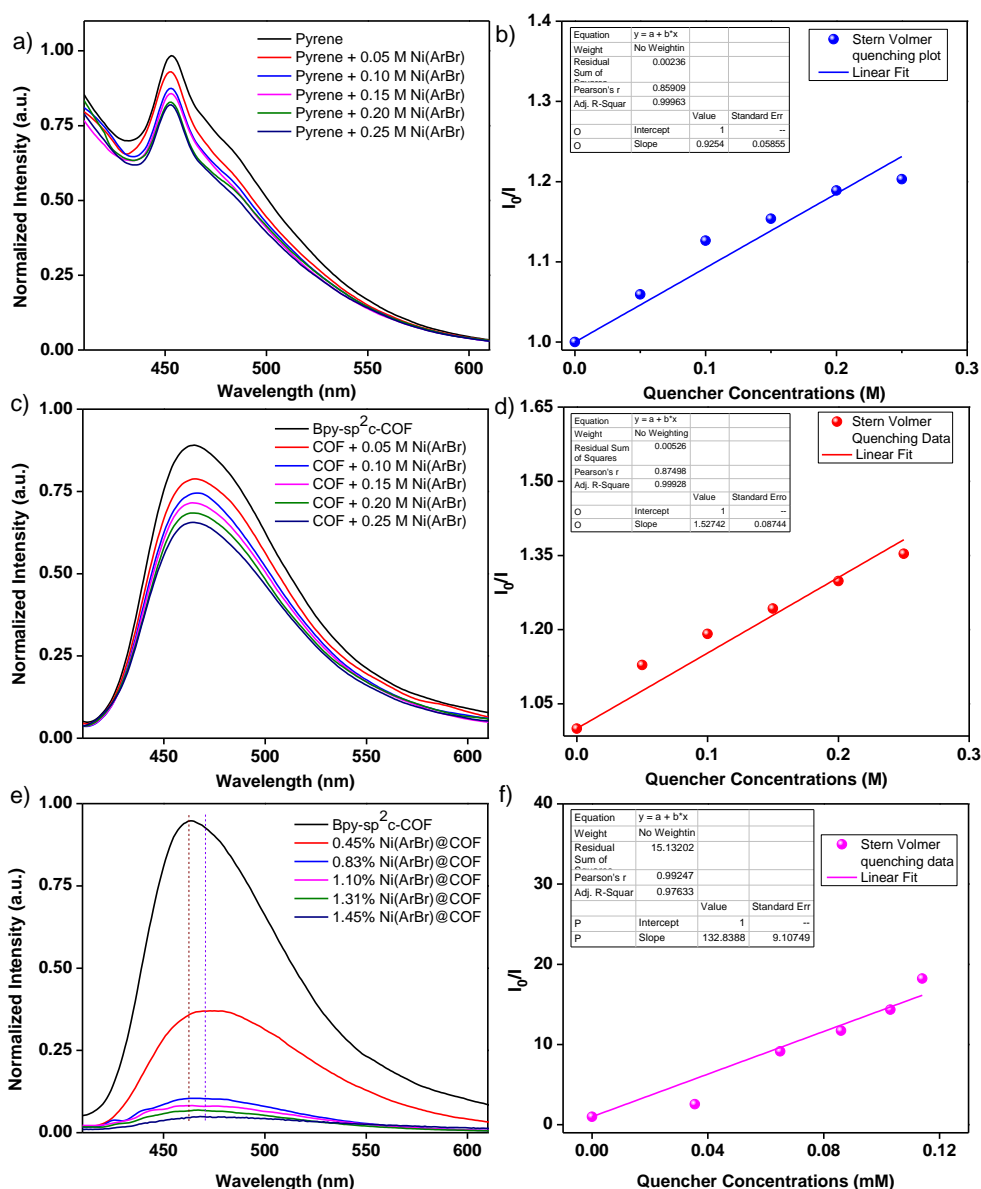 a)
1.00
0.75
0.50
0.25
0.00
Normalized Intensity (a.u.)
Pyrene
Pyrene + 0.05 M Ni(ArBr)
Pyrene + 0.10 M Ni(ArBr)
Pyrene + 0.15 M Ni(ArBr)
Pyrene + 0.20 M Ni(ArBr)
Pyrene + 0.25 M Ni(ArBr)
450 500 550 600
Wavelength (nm)
b)
1.4
1.3
1.2
1.1
1.0
I0/I
Equation y = a + b*x
Weight No Weightin
Residual
Sum of
0.00236
Pearson's r 0.85909
Adj. R-Squar 0.99963
Value Standard Err
O Intercept 1 --
O Slope 0.9254 0.05855
Stern Volmer
quenching plot
Linear Fit
0.0 0.1 0.2 0.3
Quencher Concentrations (M)
c)
1.00
0.75
0.50
0.25
0.00
Normalized Intensity (a.u.)
Bpy-sp2c-COF
COF + 0.05 M Ni(ArBr)
COF + 0.10 M Ni(ArBr)
COF + 0.15 M Ni(ArBr)
COF + 0.20 M Ni(ArBr)
COF + 0.25 M Ni(ArBr)
450 500 550 600
Wavelength (nm)
d)
1.65
1.50
1.35
1.20
1.05
I0/I
Equation y = a + b*x
Weight No Weighting
Residual Sum
of Squares
0.00526
Pearson's r 0.87498
Adj. R-Square 0.99928
Value Standard Erro
O Intercept 1 --
O Slope 1.52742 0.08744
Stern Volmer
Quenching Data
Linear Fit
0.0 0.1 0.2 0.3
Quencher Concentrations (M)
e)
1.00
0.75
0.50
0.25
0.00
Normalized Intensity (a.u.)
Bpy-sp2c-COF
0.45% Ni(ArBr)@COF
0.83% Ni(ArBr)@COF
1.10% Ni(ArBr)@COF
1.31% Ni(ArBr)@COF
1.45% Ni(ArBr)@COF
450 500 550 600
Wavelength (nm)
f)
40
30
20
10
0
I0/I
Equation y = a + b*x
Weight No Weightin
Residual
Sum of
15.13202
Pearson's r 0.99247
Adj. R-Squar 0.97633
Value Standard Err
P Intercept 1 --
P Slope 132.8388 9.10749
Stern Volmer
quenching data
Linear Fit
0.00 0.04 0.08 0.12
Quencher Concentrations (mM)